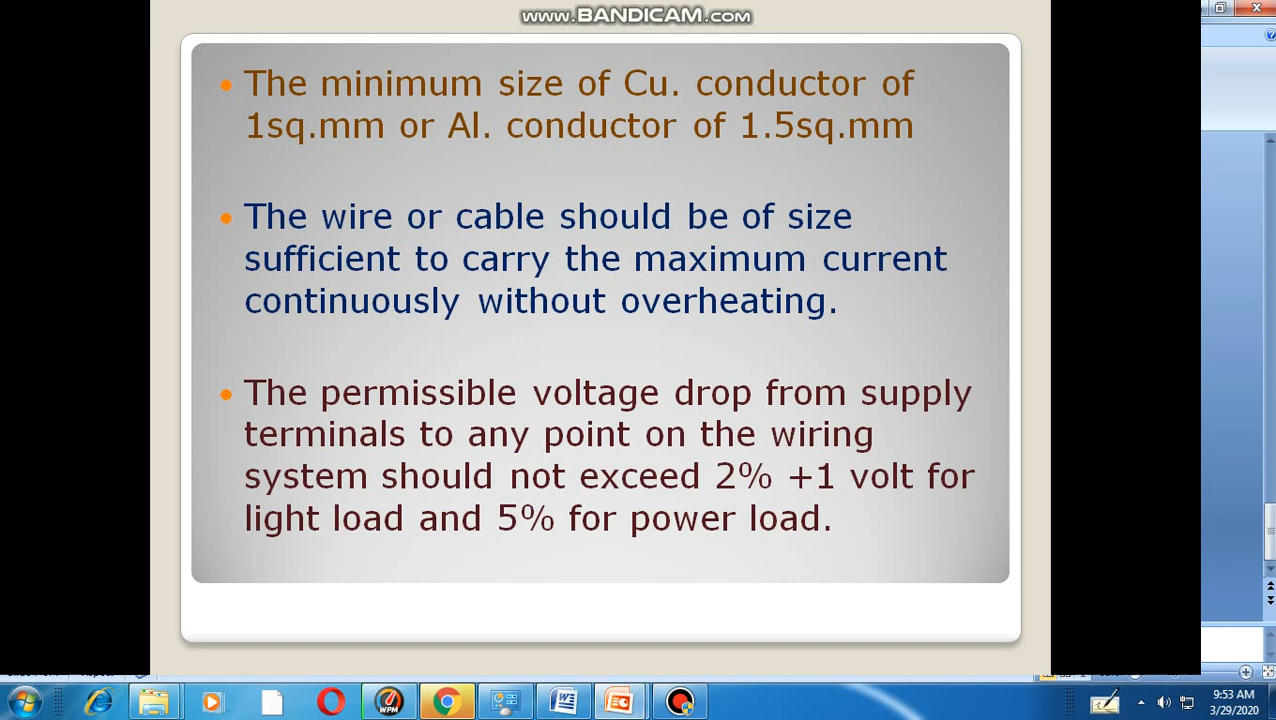 www.BANDICAM.com
The minimum size of Cu. conductor of
1sq.mm or Al. conductor of 1.5sq.mm
The wire or cable should be of size
sufficient to carry the maximum current
continuously without overheating.
The permissible voltage drop from supply
terminals to any point on the wiring
system should not exceed 2% +1 volt for
light load and 5% for power load.
WPM
9:53 AM
3/29/2020